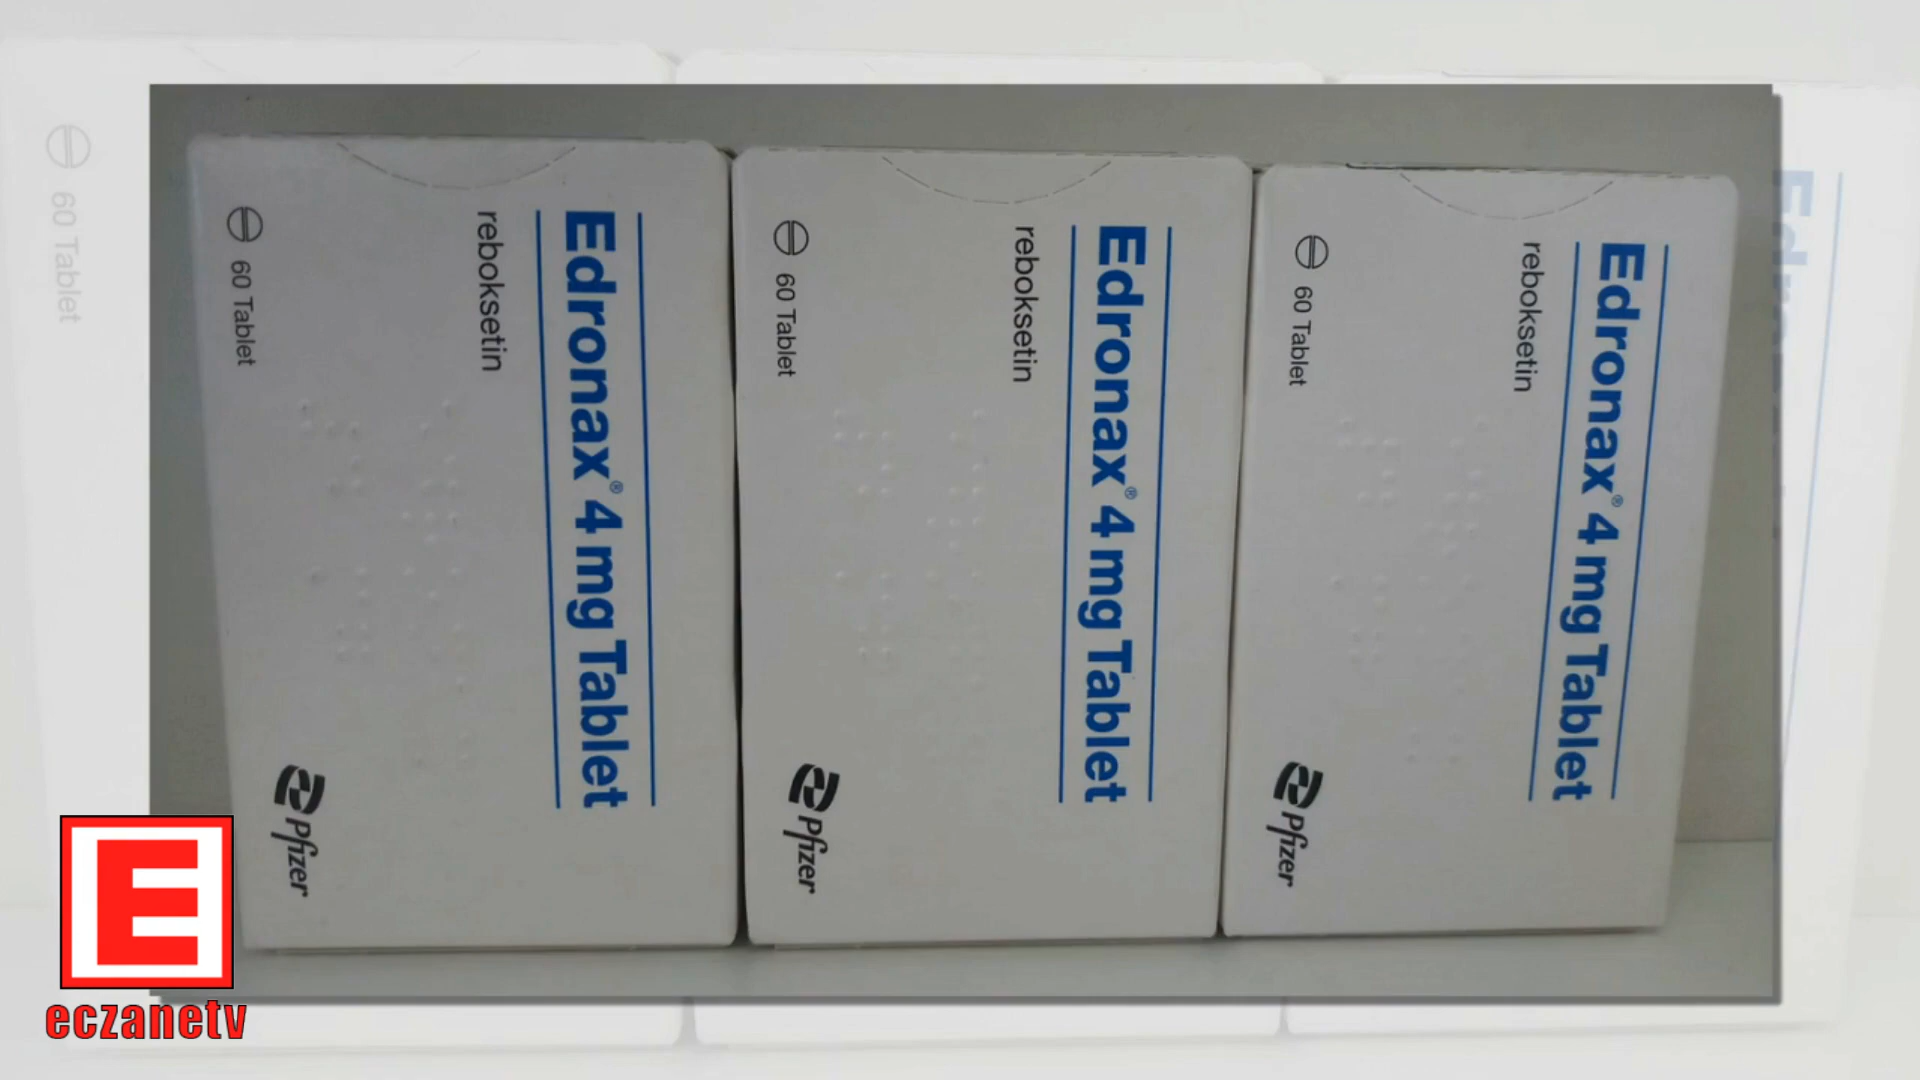 Edronax® 4 mg Tablet
reboksetin
60 Tablet
Pfizer
Edronax® 4 mg Tablet
reboksetin
60 Tablet
Pfizer
Edronax® 4 mg Tablet
reboksetin
60 Tablet
Pfizer
60 Tablet
E
eczanetv